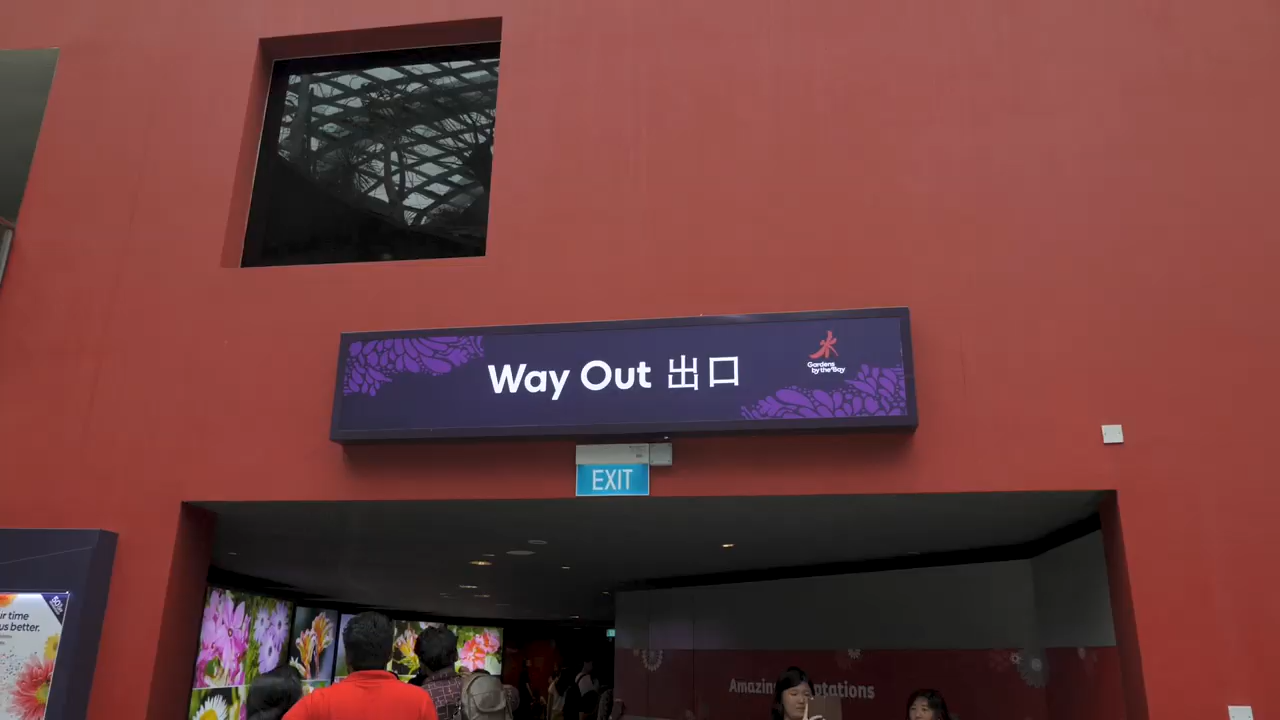 Way Out 出口
Gardens
by the Bay
EXIT
ur time
us better.
Amazin ptations